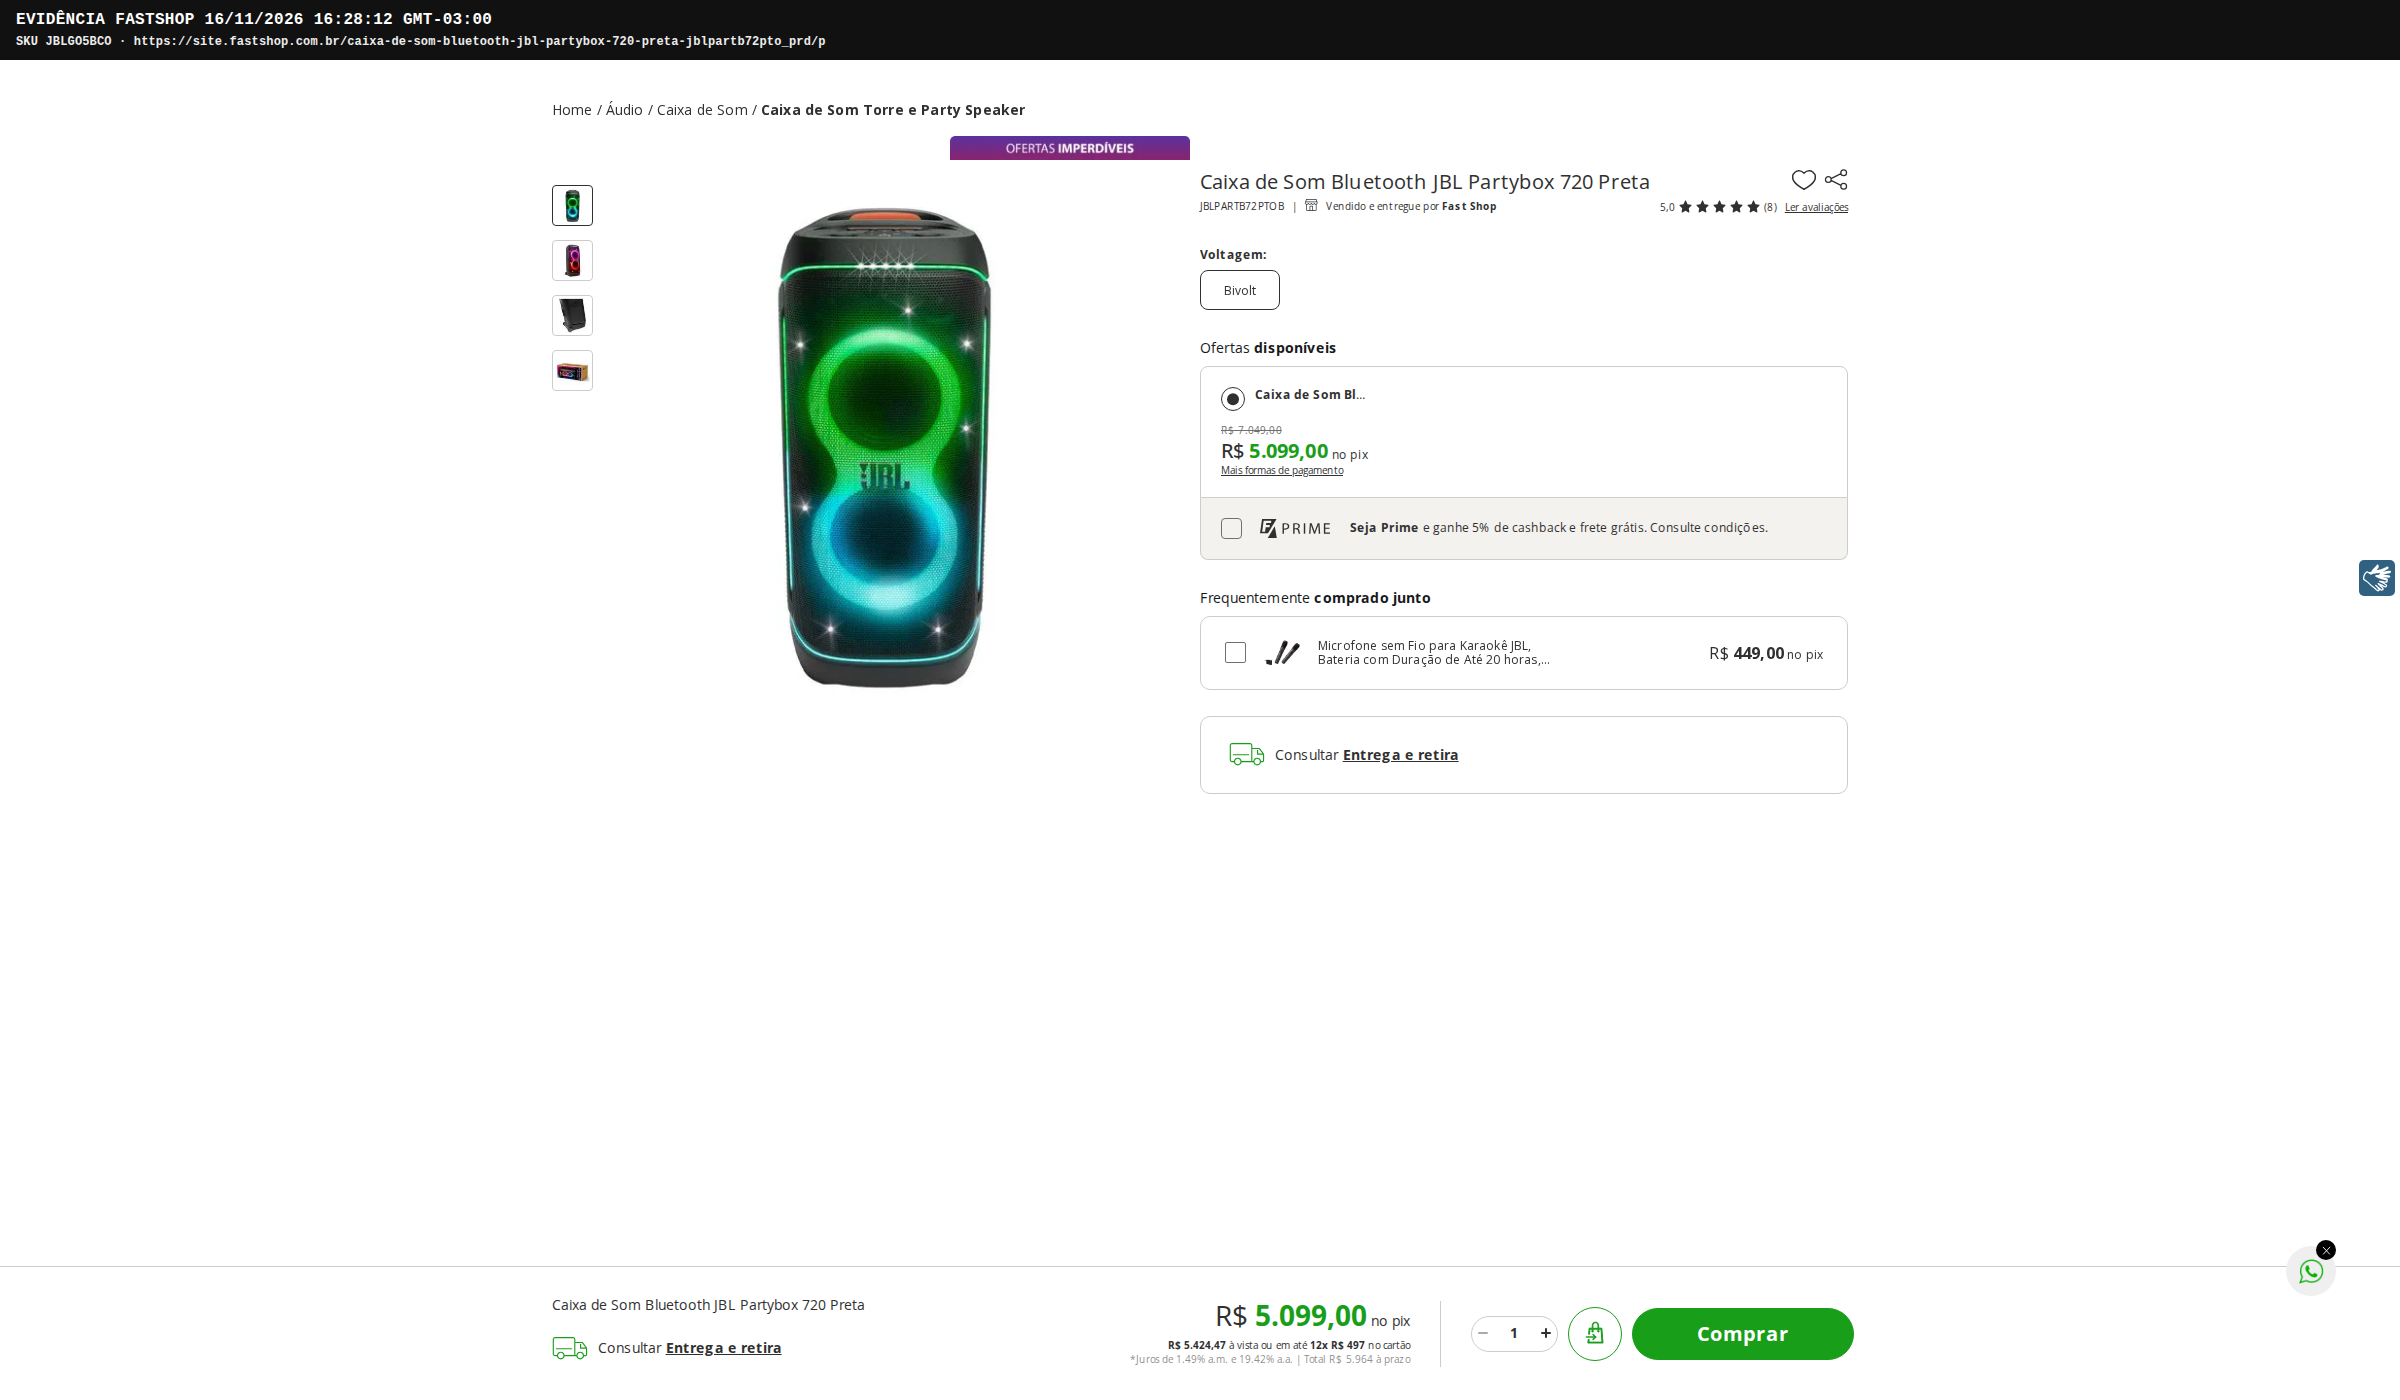 EVIDÊNCIA FASTSHOP 16/11/2026 16:28:12 GMT-03:00
SKU JBLGO5BCO · https://site.fastshop.com.br/caixa-de-som-bluetooth-jbl-partybox-720-preta-jblpartb72pto_prd/p
Home / Áudio / Caixa de Som / Caixa de Som Torre e Party Speaker
OFERTAS IMPERDÍVEIS
Caixa de Som Bluetooth JBL Partybox 720 Preta
JBLPARTB72PTOB | Vendido e entregue por Fast Shop
5,0 (8) Ler avaliações
Voltagem:
Bivolt
JBL
Ofertas disponíveis
Caixa de Som Bl...
R$ 7.049,00
R$ 5.099,00 no pix
Mais formas de pagamento
PRIME Seja Prime e ganhe 5% de cashback e frete grátis. Consulte condições.
Frequentemente comprado junto
Microfone sem Fio para Karaokê JBL,
Bateria com Duração de Até 20 horas,...
R$ 449,00 no pix
Consultar Entrega e retira
Caixa de Som Bluetooth JBL Partybox 720 Preta
Consultar Entrega e retira
R$ 5.099,00 no pix
R$ 5.424,47 à vista ou em até 12x R$ 497 no cartão
*Juros de 1.49% a.m. e 19.42% a.a. | Total R$ 5.964 à prazo
1
Comprar